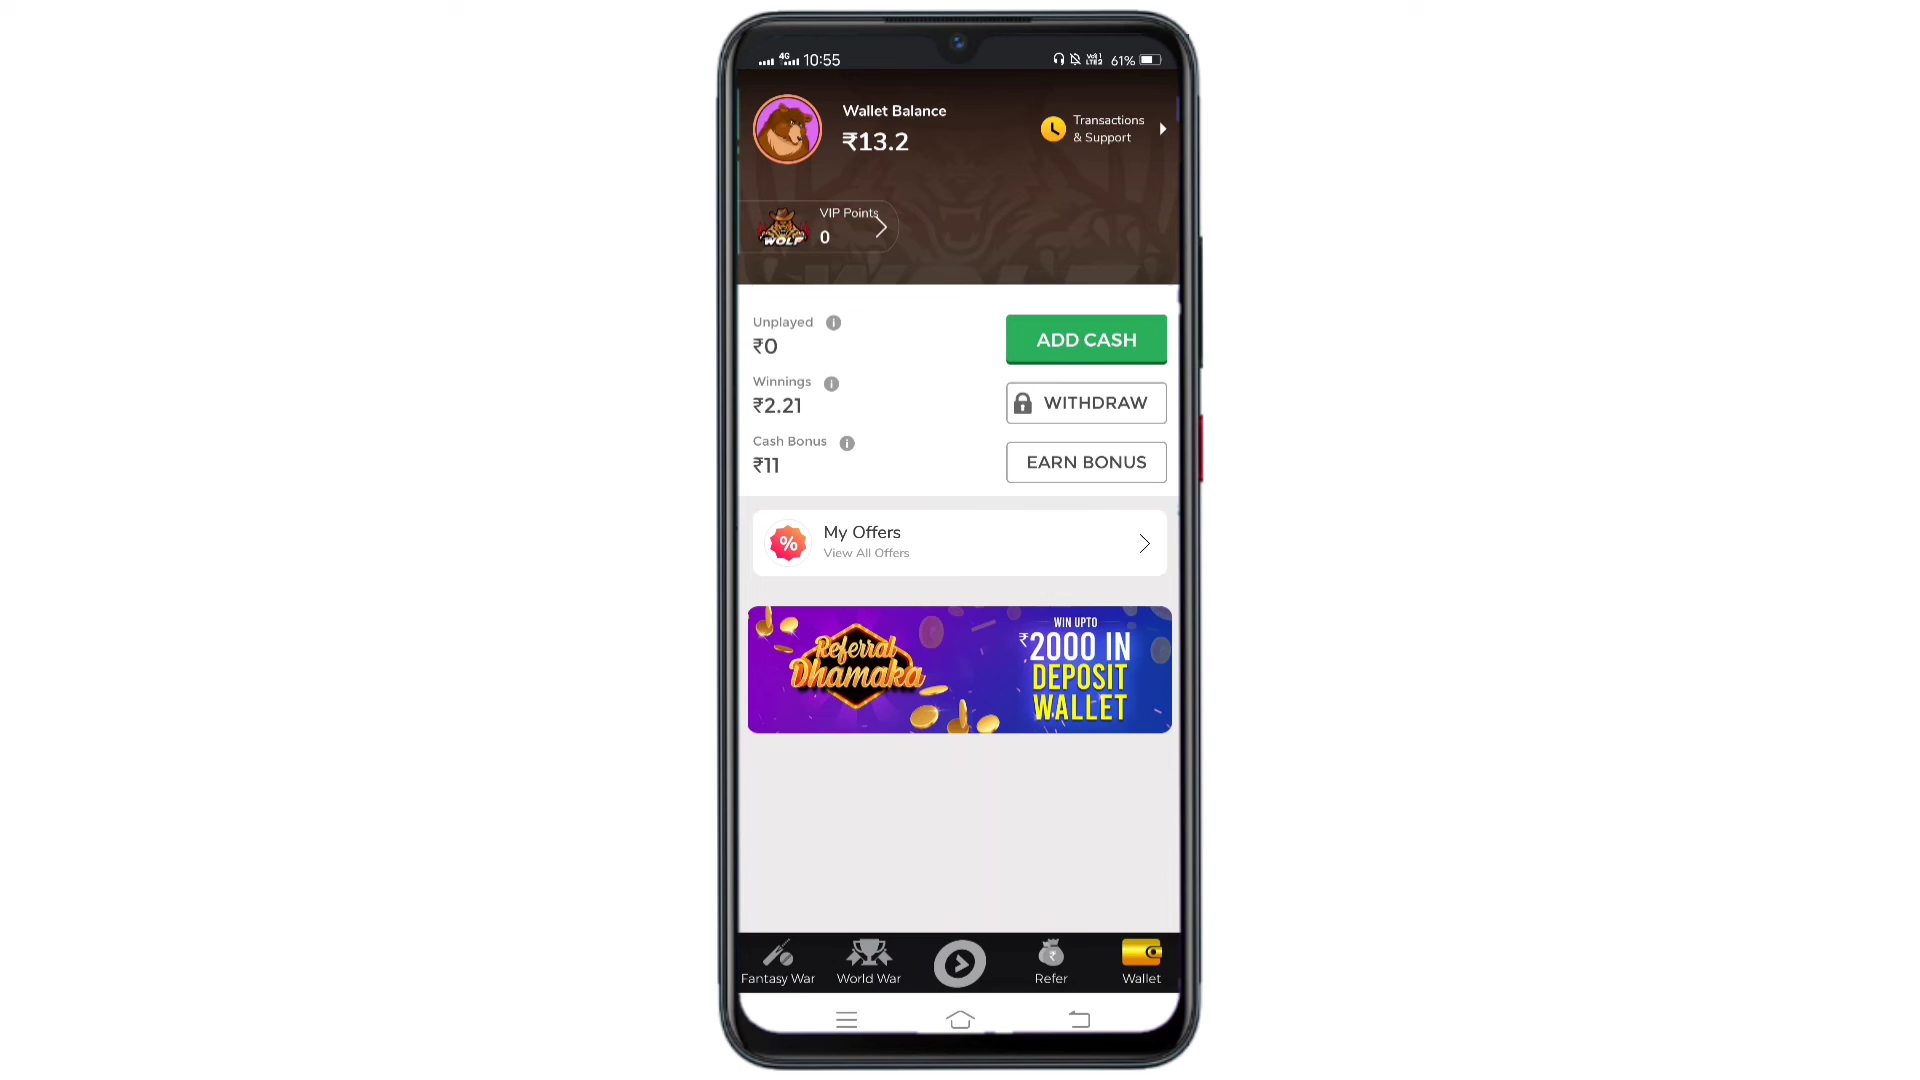 4G 10:55
61%
Wallet Balance
₹13.2
Transactions
& Support
VIP Points
0
WOLF
Unplayed
₹0
ADD CASH
Winnings
₹2.21
WITHDRAW
Cash Bonus
₹11
EARN BONUS
%
My Offers
View All Offers
Referral
Dhamaka
WIN UPTO
₹2000 IN
DEPOSIT
WALLET
Fantasy War
World War
Refer
Wallet